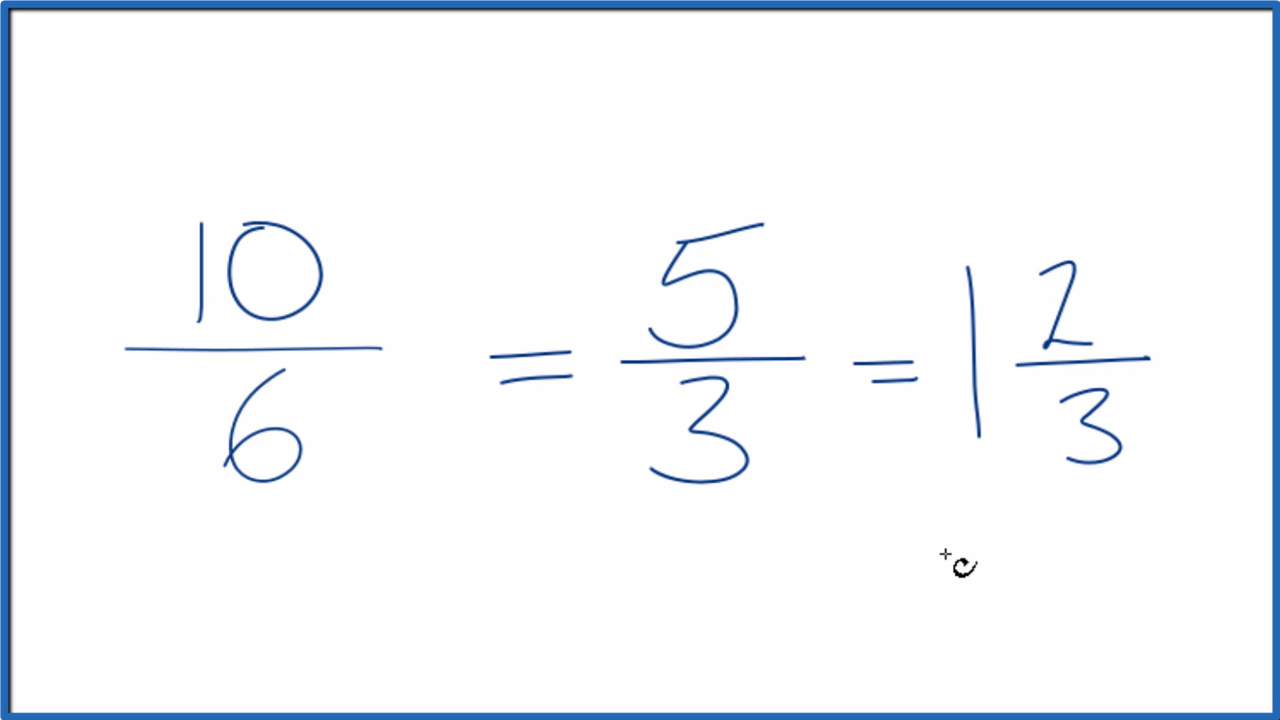 10/6 = 5/3 = 1 2/3